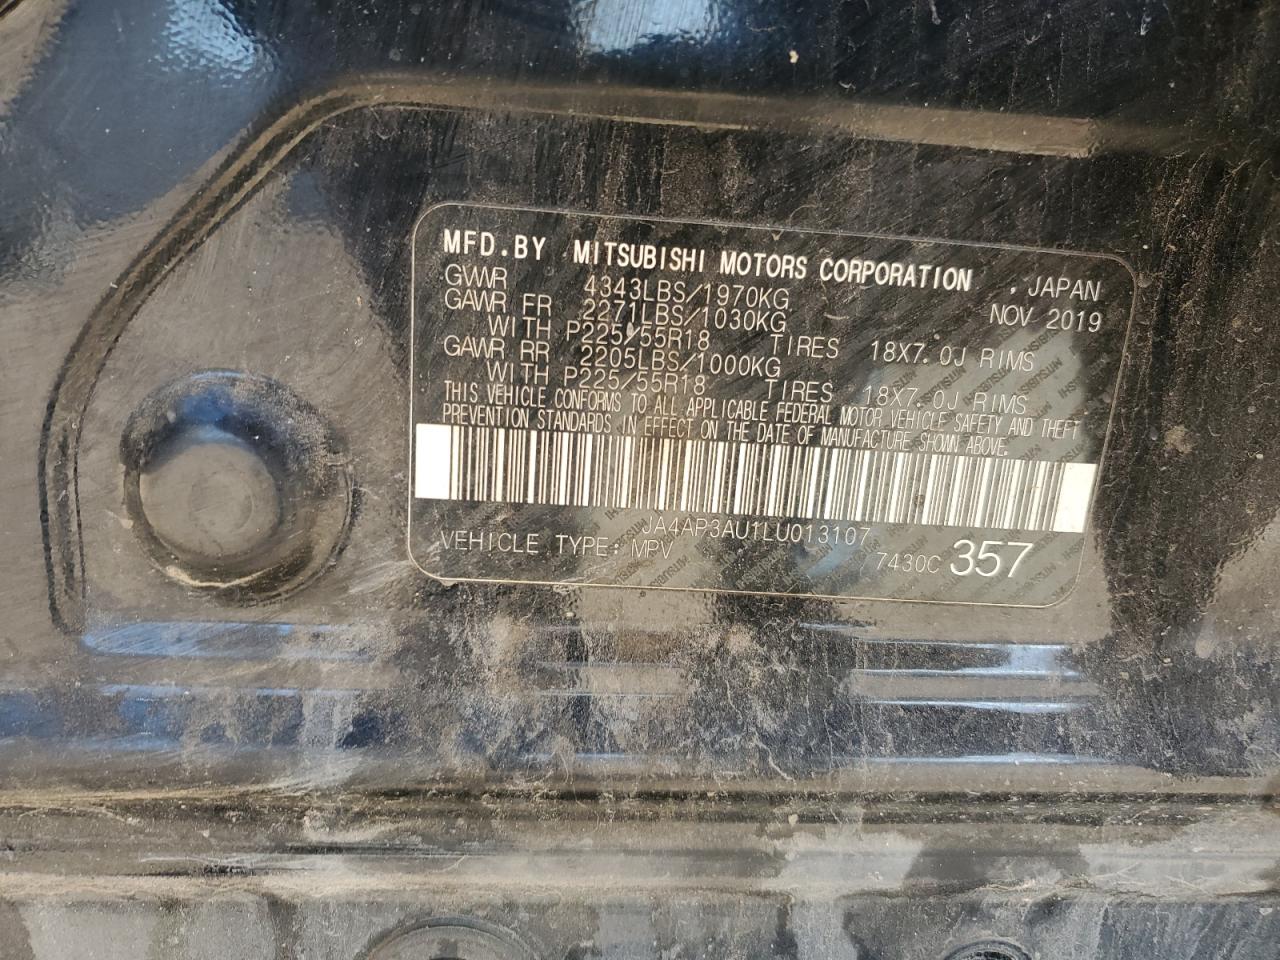 MFD.BY MITSUBISHI MOTORS CORPORATION , JAPAN
GVWR 4343LBS/1970KG NOV 2019
GAWR FR 2271LBS/1030KG
WITH P225/55R18 TIRES 18X7.0J RIMS
GAWR RR 2205LBS/1000KG
WITH P225/55R18 TIRES 18X7.0J RIMS
THIS VEHICLE CONFORMS TO ALL APPLICABLE FEDERAL MOTOR VEHICLE SAFETY AND THEFT
PREVENTION STANDARDS IN EFFECT ON THE DATE OF MANUFACTURE SHOWN ABOVE.
JA4AP3AU1LU013107
VEHICLE TYPE: MPV 7430C 357